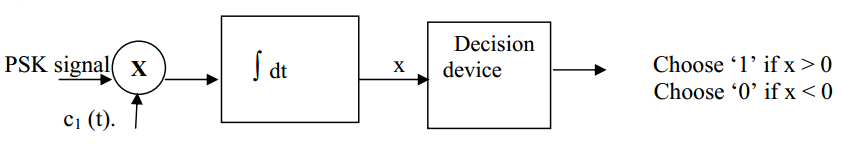 PSK signal
X
c₁ (t).
∫ dt
x
Decision
device
Choose ‘1’ if x > 0
Choose ‘0’ if x < 0